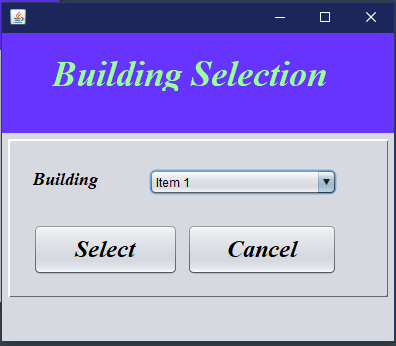 Building Selection
Building
Item 1
Select
Cancel